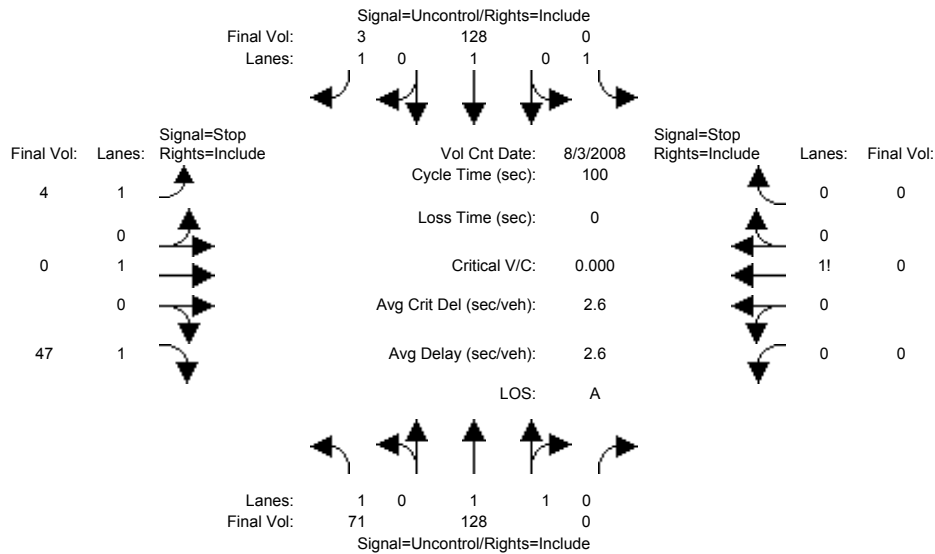 Signal=Uncontrol/Rights=Include
Final Vol: 3 128 0
Lanes: 1 0 1 0 1
Signal=Stop Signal=Stop
Final Vol: Lanes: Rights=Include Vol Cnt Date: 8/3/2008 Rights=Include Lanes: Final Vol:
Cycle Time (sec): 100
4 1 0 0
Loss Time (sec): 0
0 0
0 1 Critical V/C: 0.000 1! 0
0 Avg Crit Del (sec/veh): 2.6 0
47 1 Avg Delay (sec/veh): 2.6 0 0
LOS: A
Lanes: 1 0 1 1 0
Final Vol: 71 128 0
Signal=Uncontrol/Rights=Include